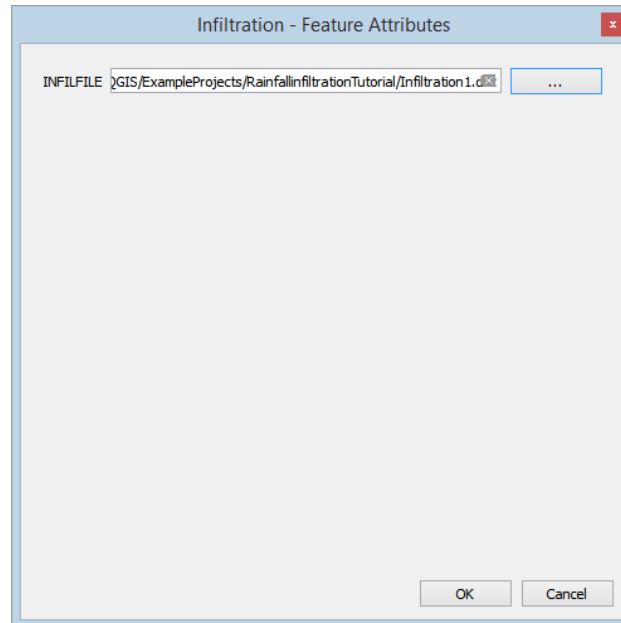 Infiltration - Feature Attributes
x
INFILFILE QGIS/ExampleProjects/RainfallinfiltrationTutorial/Infiltration1.d ...
OK Cancel